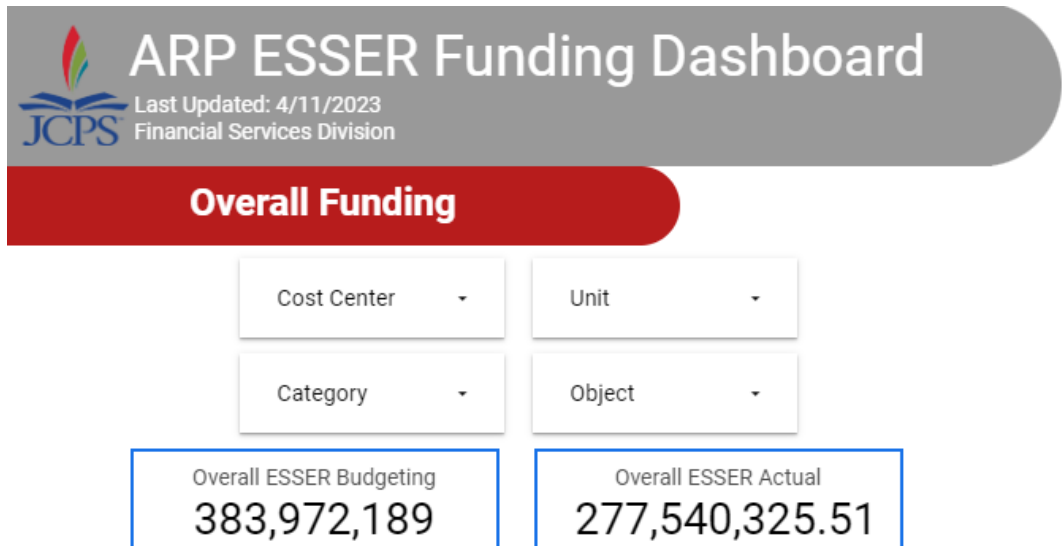 ARP ESSER Funding Dashboard
Last Updated: 4/11/2023
JCPS Financial Services Division
Overall Funding
Cost Center Unit
Category Object
Overall ESSER Budgeting Overall ESSER Actual
383,972,189 277,540,325.51